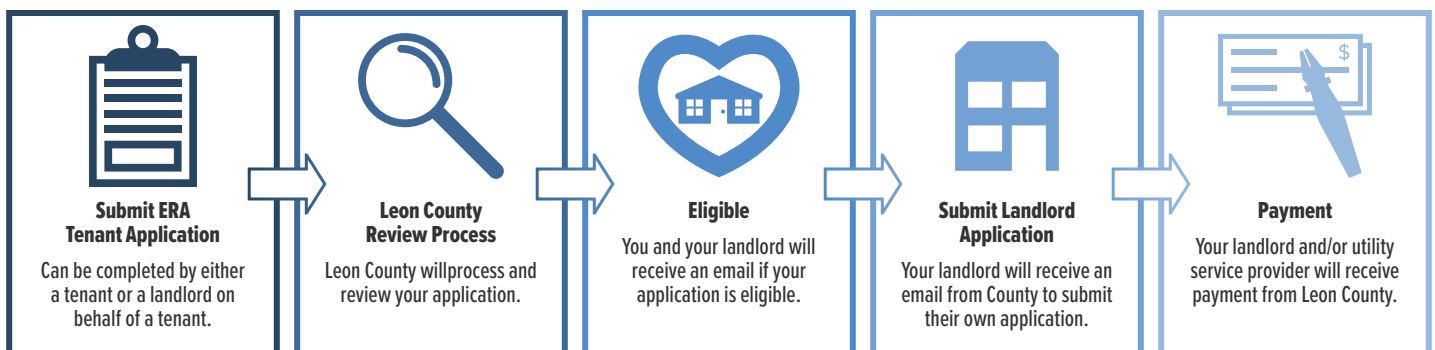 Submit ERA
Tenant Application
Can be completed by either
a tenant or a landlord on
behalf of a tenant.
Leon County
Review Process
Leon County willprocess and
review your application.
Eligible
You and your landlord will
receive an email if your
application is eligible.
Submit Landlord
Application
Your landlord will receive an
email from County to submit
their own application.
$
Payment
Your landlord and/or utility
service provider will receive
payment from Leon County.